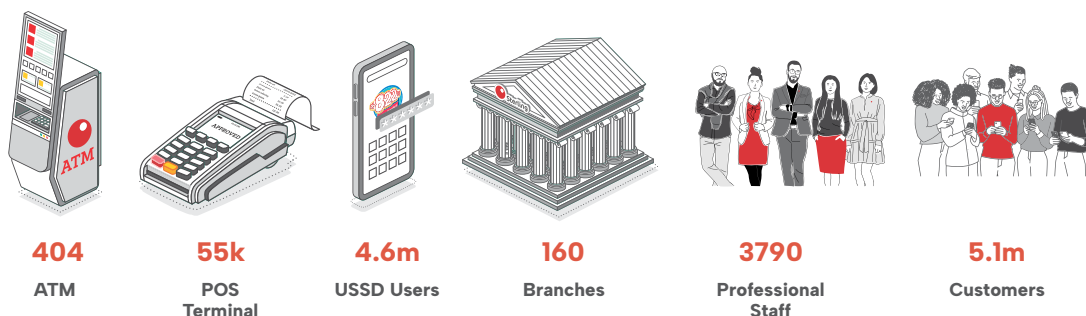 ATM
APPROVED!
Sterling
404
55k
4.6m
160
3790
5.1m
ATM
POS
Terminal
USSD Users
Branches
Professional
Staff
Customers